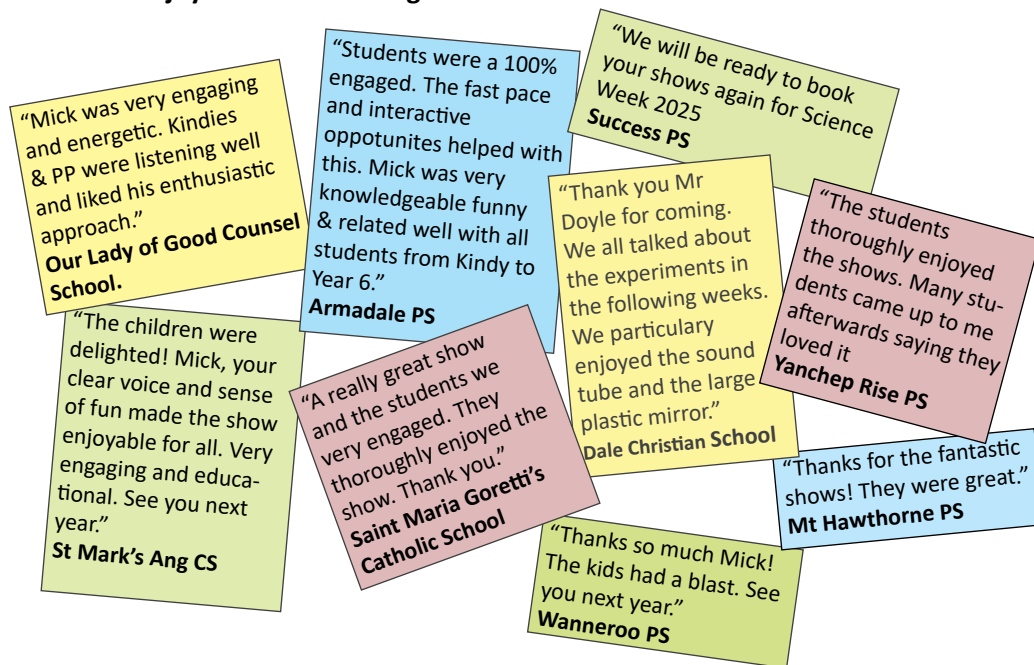 “Mick was very engaging
and energetic. Kindies
& PP were listening well
and liked his enthusiastic
approach.”
Our Lady of Good Counsel
School.
“Students were a 100%
engaged. The fast pace
and interactive
oppotunites helped with
this. Mick was very
knowledgeable funny
& related well with all
students from Kindy to
Year 6.”
Armadale PS
“We will be ready to book
your shows again for Science
Week 2025
Success PS
“Thank you Mr
Doyle for coming.
We all talked about
the experiments in
the following weeks.
We particulary
enjoyed the sound
tube and the large
plastic mirror.”
Dale Christian School
“The students
thoroughly enjoyed
the shows. Many stu-
dents came up to me
afterwards saying they
loved it
Yanchep Rise PS
“The children were
delighted! Mick, your
clear voice and sense
of fun made the show
enjoyable for all. Very
engaging and educa-
tional. See you next
year.”
St Mark’s Ang CS
“A really great show
and the students we
very engaged. They
thoroughly enjoyed the
show. Thank you.”
Saint Maria Goretti’s
Catholic School
“Thanks for the fantastic
shows! They were great.”
Mt Hawthorne PS
“Thanks so much Mick!
The kids had a blast. See
you next year.”
Wanneroo PS